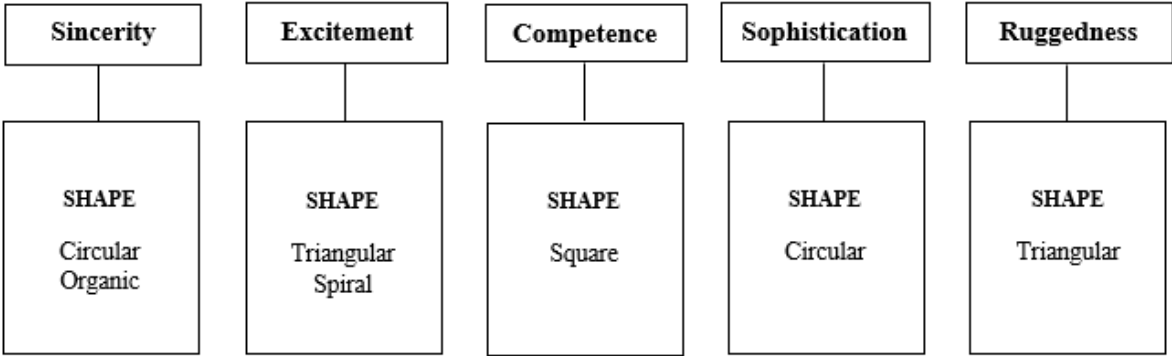 Sincerity
Excitement
Competence
Sophistication
Ruggedness
SHAPE
Circular
Organic
SHAPE
Triangular
Spiral
SHAPE
Square
SHAPE
Circular
SHAPE
Triangular